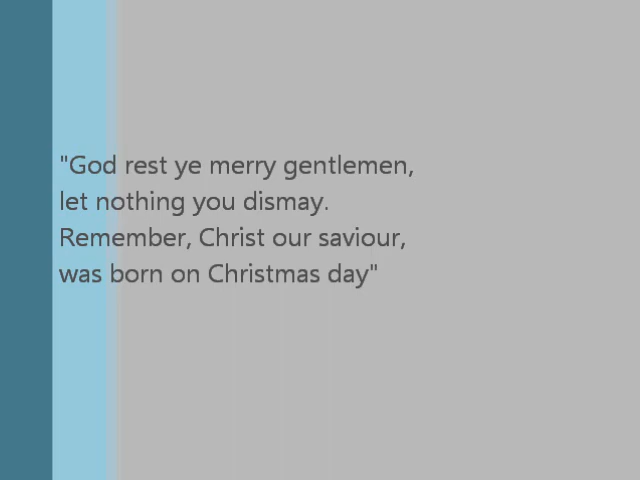 "God rest ye merry gentlemen,
let nothing you dismay.
Remember, Christ our saviour,
was born on Christmas day"